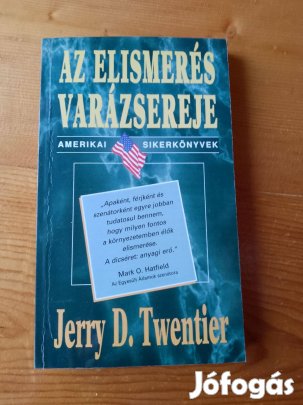 AZ ELISMERÉS
VARÁZSEREJE
AMERIKAI SIKERKÖNYVEK
„Apaként, férjként és
szenátorként egyre jobban
tudatosul bennem,
hogy milyen fontos
a környezetemben élők
elismerése.
A dicséret: anyagi erő."
Mark O. Hatfield
Az Egyesült Államok szenátora
Jerry D. Twentier
Jófogás